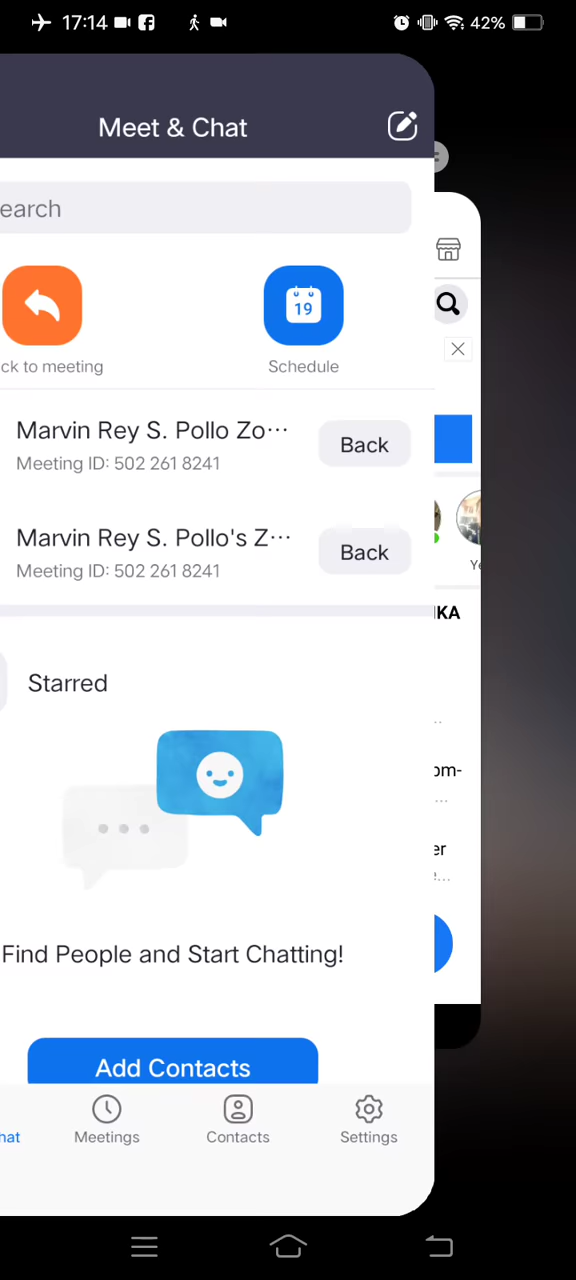 17:14
42%
Meet & Chat
earch
19
ck to meeting
Schedule
Marvin Rey S. Pollo Zo···
Back
Meeting ID: 502 261 8241
Marvin Rey S. Pollo's Z···
Back
Meeting ID: 502 261 8241
Ye
KA
Starred
..
om-
...
er
e...
Find People and Start Chatting!
Add Contacts
hat
Meetings
Contacts
Settings